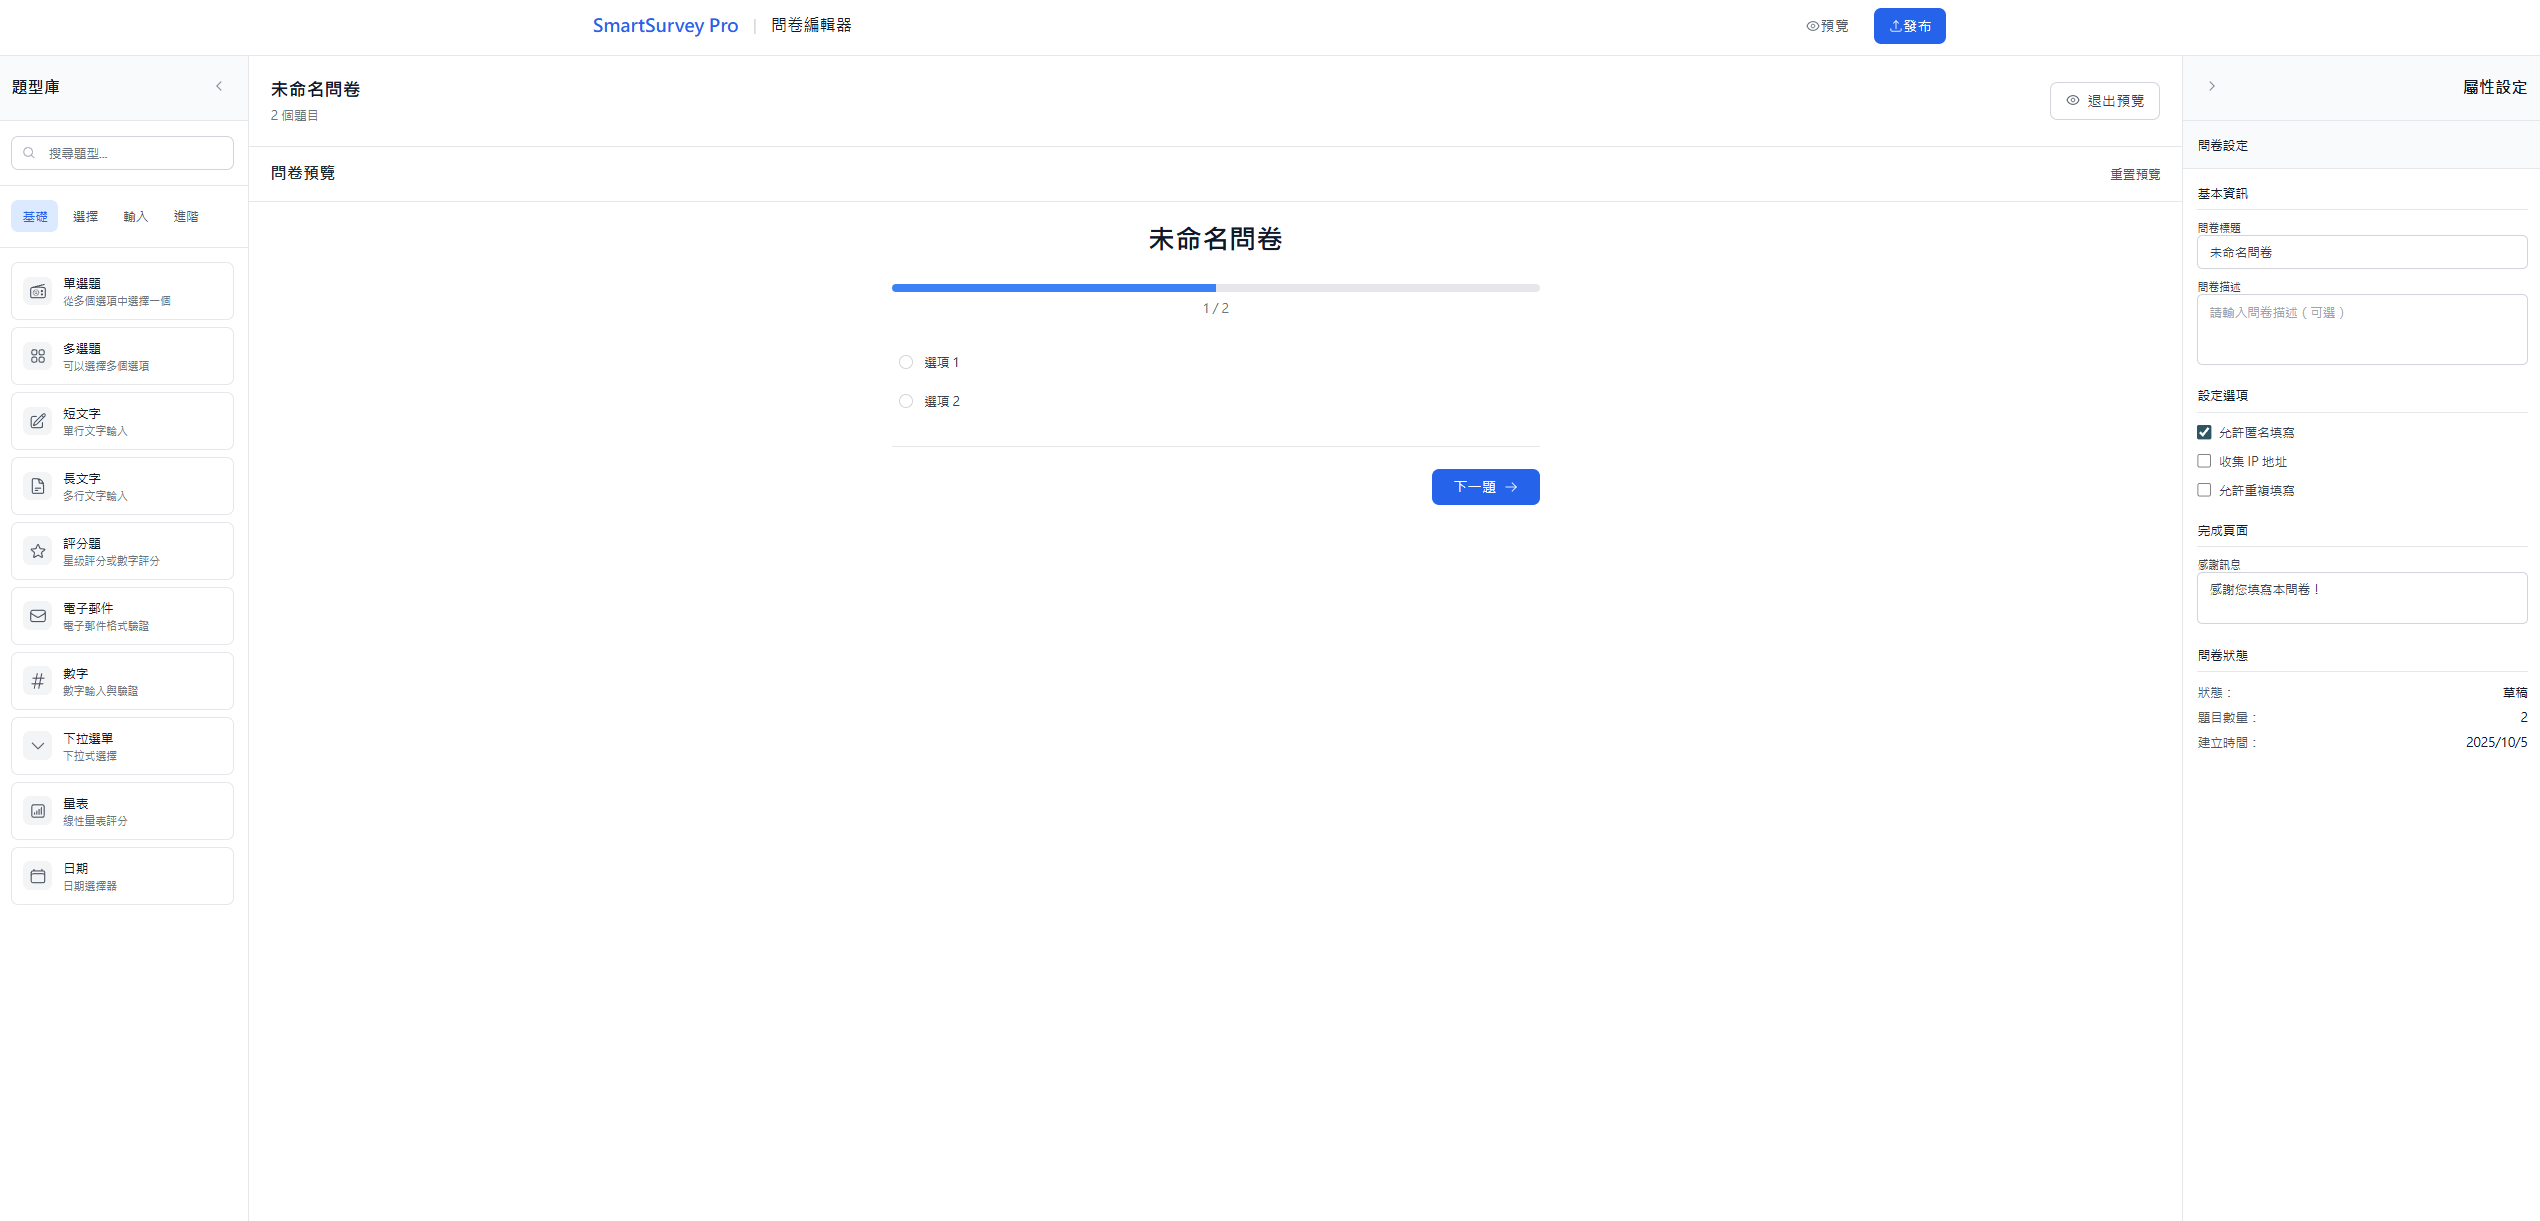 SmartSurvey Pro | 問卷編輯器
預覽
發布
題型庫
搜尋題型...
基礎 選擇 輸入 進階
單選題
從多個選項中選擇一個
多選題
可以選擇多個選項
短文字
單行文字輸入
長文字
多行文字輸入
評分題
星級評分或數字評分
電子郵件
電子郵件格式驗證
數字
數字輸入與驗證
下拉選單
下拉式選擇
量表
線性量表評分
日期
日期選擇器
未命名問卷
2 個題目
退出預覽
問卷預覽
重置預覽
未命名問卷
1 / 2
選項 1
選項 2
下一題
屬性設定
問卷設定
基本資訊
問卷標題
未命名問卷
問卷描述
請輸入問卷描述（可選）
設定選項
允許匿名填寫
收集 IP 地址
允許重複填寫
完成頁面
感謝訊息
感謝您填寫本問卷！
問卷狀態
狀態： 草稿
題目數量： 2
建立時間： 2025/10/5